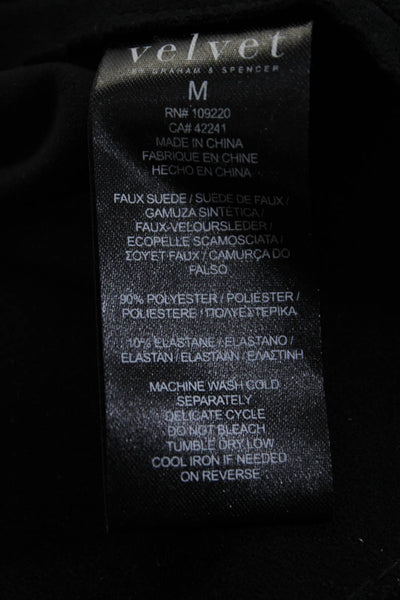 velvet
BY GRAHAM & SPENCER
M
RN# 109220
CA# 42241
MADE IN CHINA
FABRIQUE EN CHINE
HECHO EN CHINA
FAUX SUEDE / SUEDE DE FAUX /
GAMUZA SINTÉTICA /
FAUX-VELOURSLEDER /
ECOPELLE SCAMOSCIATA /
ΣΟΥΕΤ FAUX / CAMURÇA DO
FALSO
90% POLYESTER / POLIÉSTER /
POLIESTERE / ΠΟΛΥΕΣΤΕΡΙΚΑ
10% ELASTANE / ELASTANO /
ELASTAN / ELASTAAN / ΕΛΑΣΤΙΝΗ
MACHINE WASH COLD
SEPARATELY
DELICATE CYCLE
DO NOT BLEACH
TUMBLE DRY LOW
COOL IRON IF NEEDED
ON REVERSE